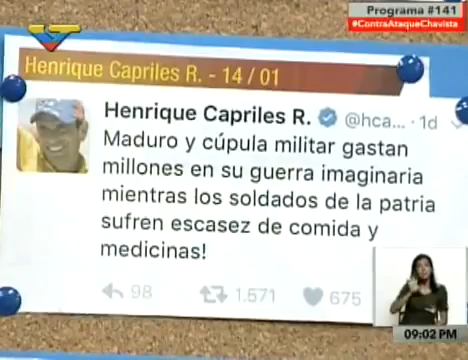 Programa #141
#ContraAtaqueChavista
Henrique Capriles R. - 14 / 01
Henrique Capriles R. @hca... · 1d
Maduro y cúpula militar gastan
millones en su guerra imaginaria
mientras los soldados de la patria
sufren escasez de comida y
medicinas!
98 1.571 675
09:02 PM